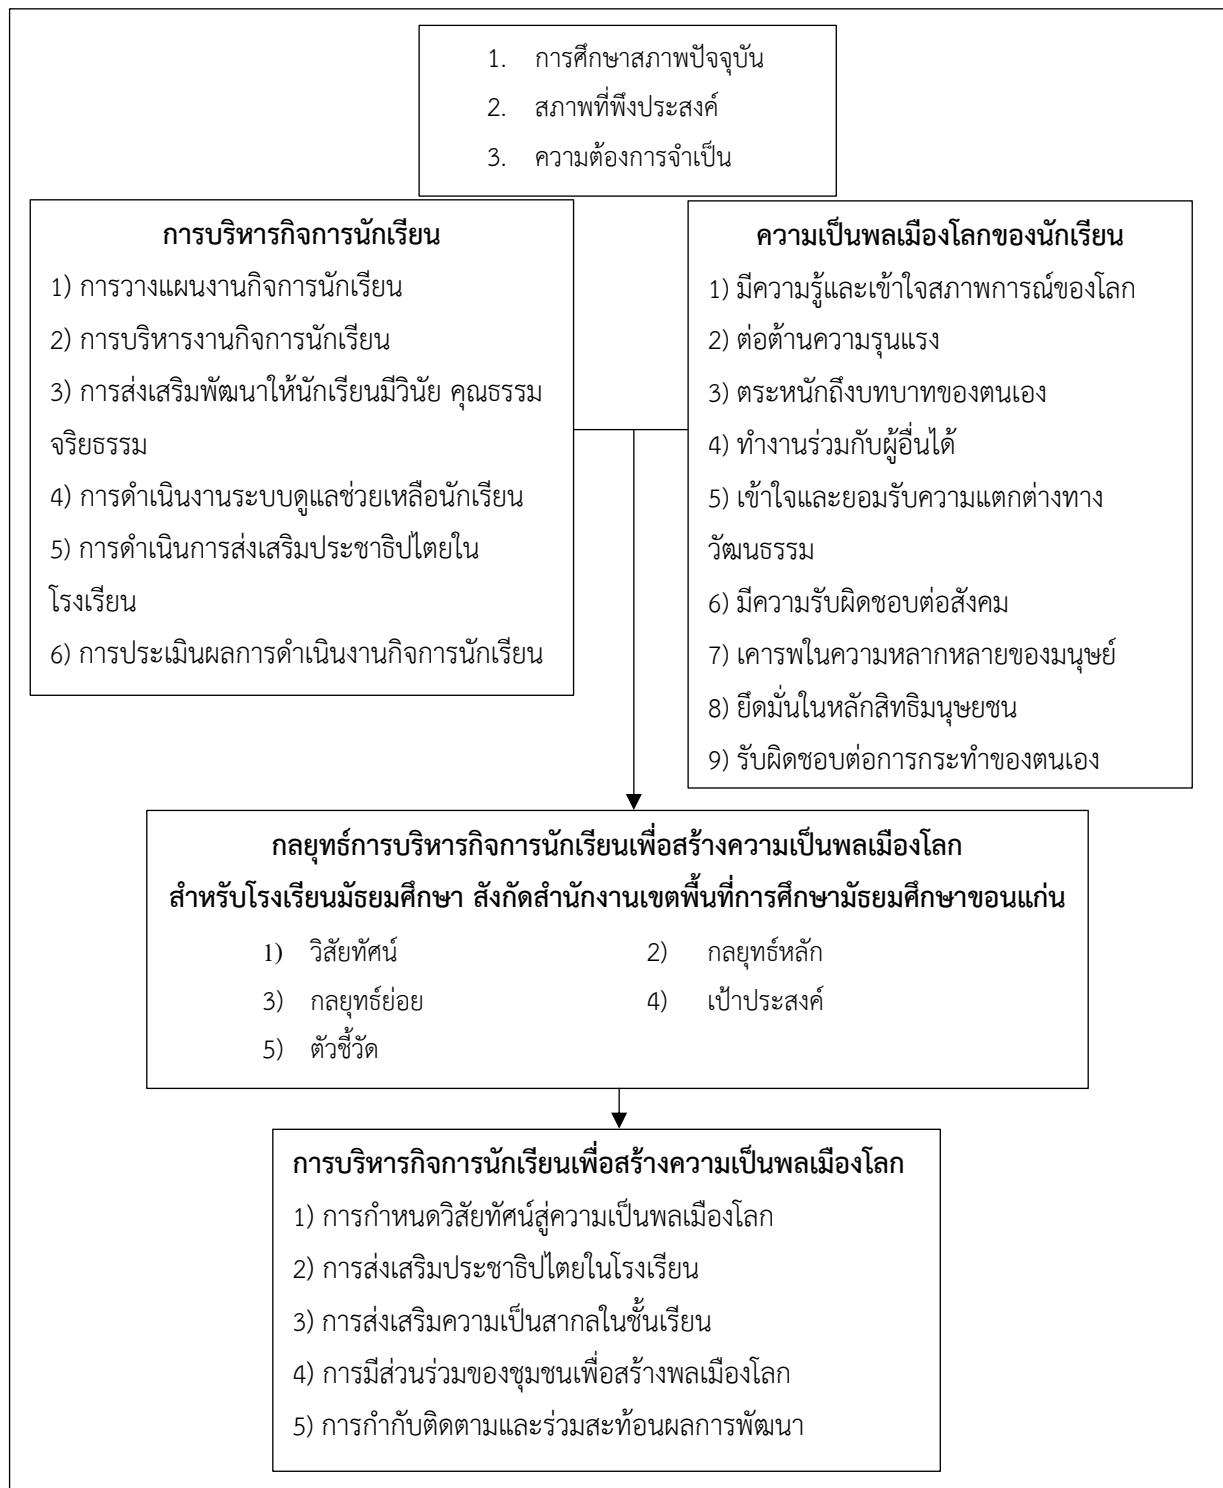 1. การศึกษาสภาพปัจจุบัน
2. สภาพที่พึงประสงค์
3. ความต้องการจำเป็น
การบริหารกิจการนักเรียน
1) การวางแผนงานกิจการนักเรียน
2) การบริหารงานกิจการนักเรียน
3) การส่งเสริมพัฒนาให้นักเรียนมีวินัย คุณธรรม
จริยธรรม
4) การดำเนินงานระบบดูแลช่วยเหลือนักเรียน
5) การดำเนินการส่งเสริมประชาธิปไตยใน
โรงเรียน
6) การประเมินผลการดำเนินงานกิจการนักเรียน
ความเป็นพลเมืองโลกของนักเรียน
1) มีความรู้และเข้าใจสภาพการณ์ของโลก
2) ต่อต้านความรุนแรง
3) ตระหนักถึงบทบาทของตนเอง
4) ทำงานร่วมกับผู้อื่นได้
5) เข้าใจและยอมรับความแตกต่างทาง
วัฒนธรรม
6) มีความรับผิดชอบต่อสังคม
7) เคารพในความหลากหลายของมนุษย์
8) ยึดมั่นในหลักสิทธิมนุษยชน
9) รับผิดชอบต่อการกระทำของตนเอง
กลยุทธ์การบริหารกิจการนักเรียนเพื่อสร้างความเป็นพลเมืองโลก
สำหรับโรงเรียนมัธยมศึกษา สังกัดสำนักงานเขตพื้นที่การศึกษามัธยมศึกษาขอนแก่น
1) วิสัยทัศน์ 2) กลยุทธ์หลัก
3) กลยุทธ์ย่อย 4) เป้าประสงค์
5) ตัวชี้วัด
การบริหารกิจการนักเรียนเพื่อสร้างความเป็นพลเมืองโลก
1) การกำหนดวิสัยทัศน์สู่ความเป็นพลเมืองโลก
2) การส่งเสริมประชาธิปไตยในโรงเรียน
3) การส่งเสริมความเป็นสากลในชั้นเรียน
4) การมีส่วนร่วมของชุมชนเพื่อสร้างพลเมืองโลก
5) การกำกับติดตามและร่วมสะท้อนผลการพัฒนา